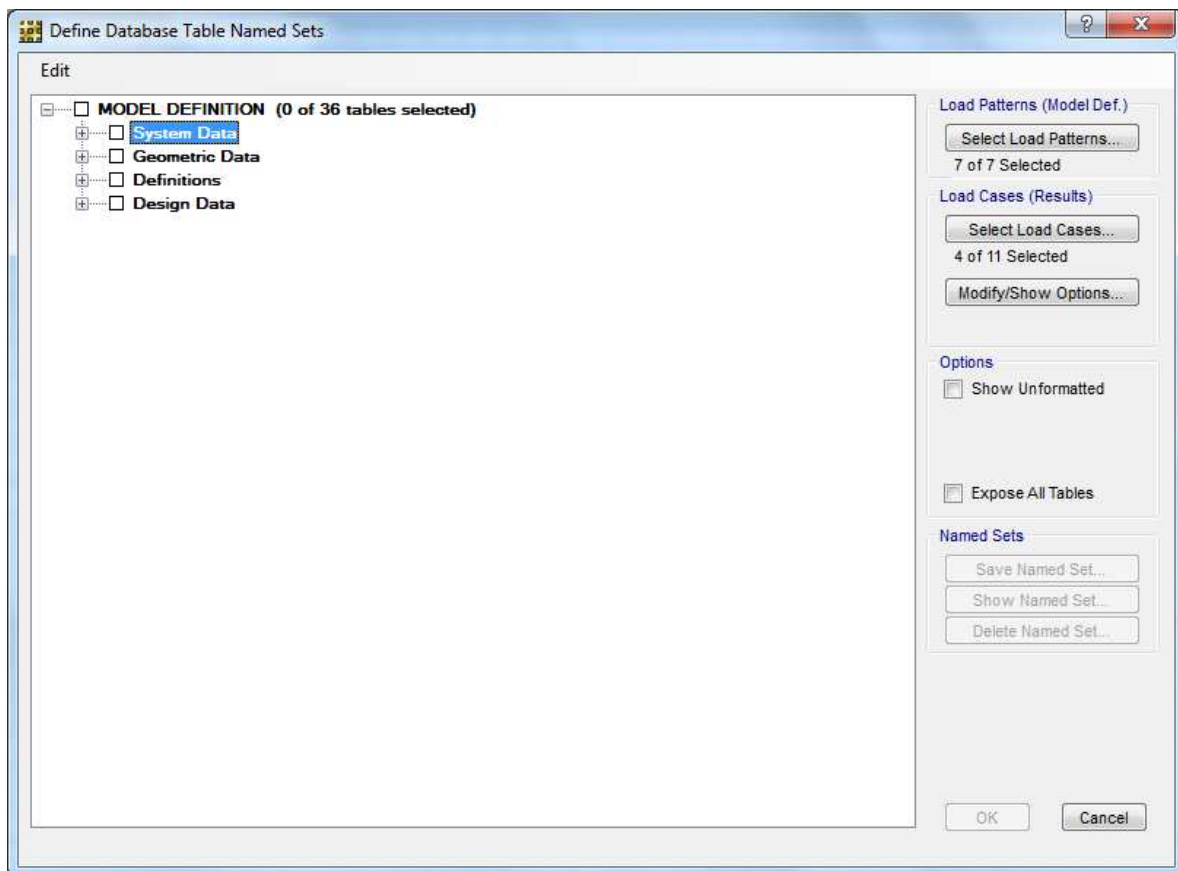 Define Database Table Named Sets
?
X
Edit
MODEL DEFINITION (0 of 36 tables selected)
System Data
Geometric Data
Definitions
Design Data
Load Patterns (Model Def.)
Select Load Patterns...
7 of 7 Selected
Load Cases (Results)
Select Load Cases...
4 of 11 Selected
Modify/Show Options...
Options
Show Unformatted
Expose All Tables
Named Sets
Save Named Set...
Show Named Set...
Delete Named Set...
OK
Cancel